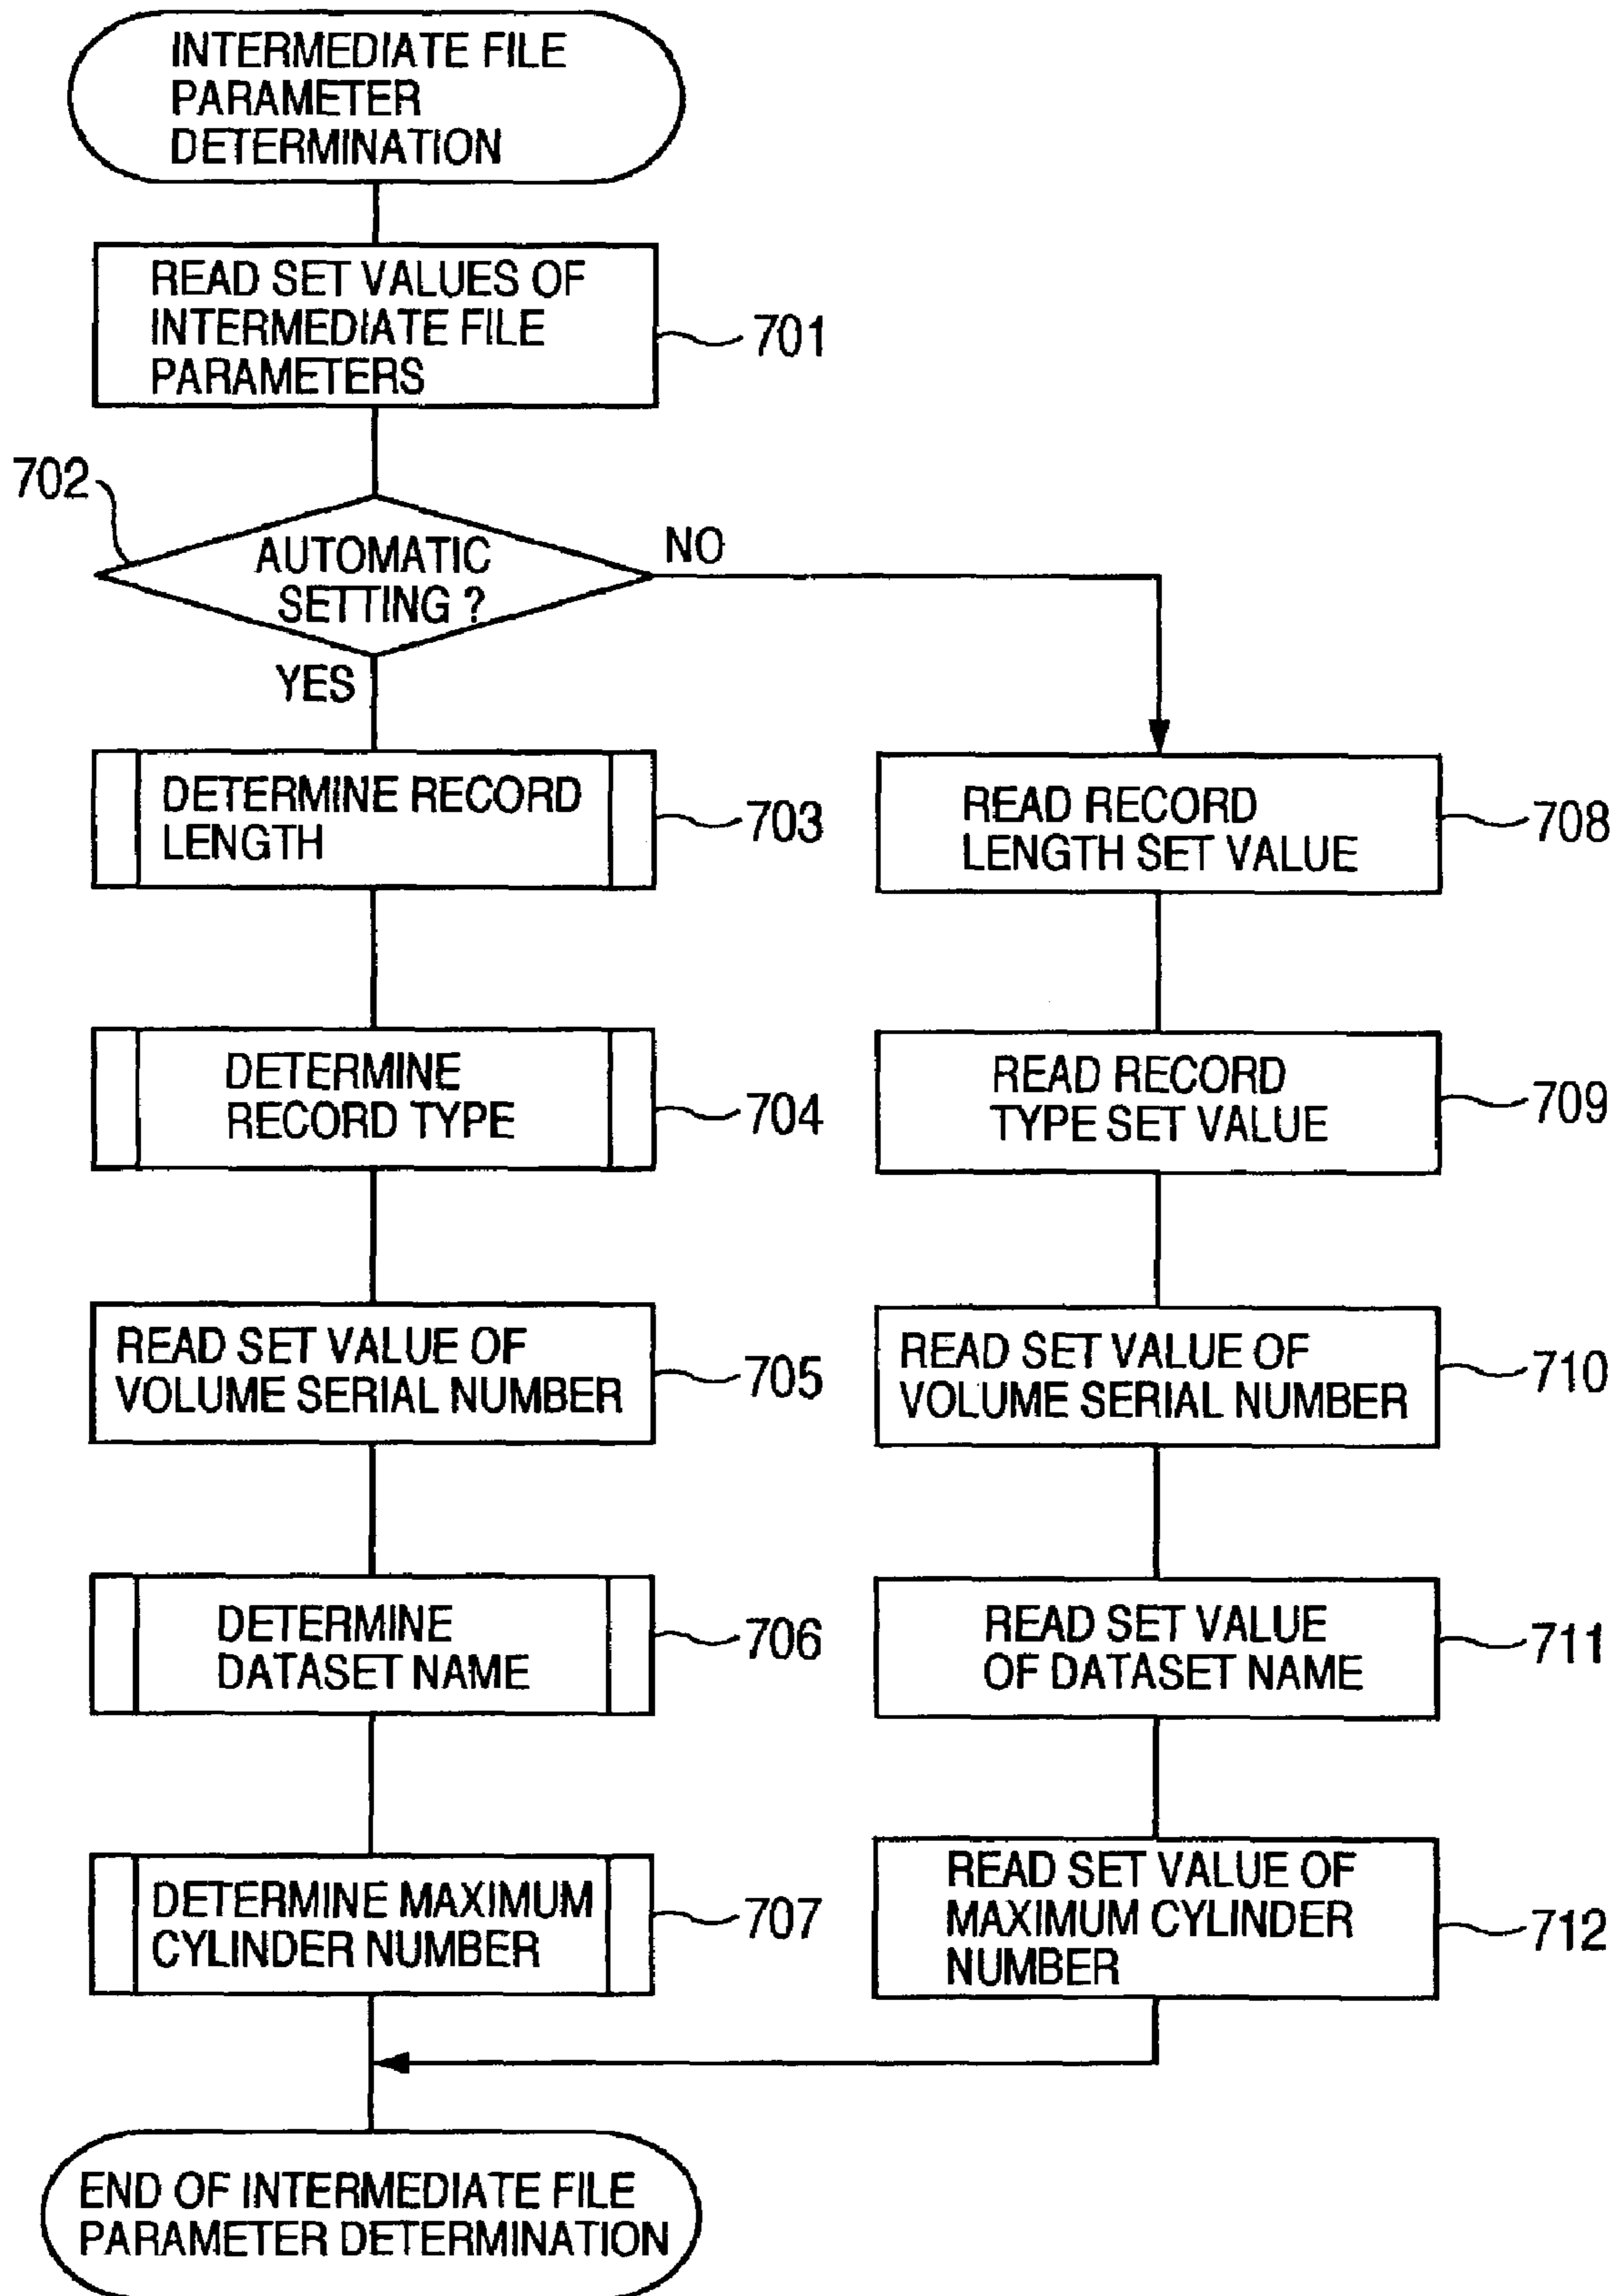 INTERMEDIATE FILE
PARAMETER
DETERMINATION
READ SET VALUES OF
INTERMEDIATE FILE
PARAMETERS
701
702
AUTOMATIC
SETTING ?
NO
YES
DETERMINE RECORD
LENGTH
703
READ RECORD
LENGTH SET VALUE
708
DETERMINE
RECORD TYPE
704
READ RECORD
TYPE SET VALUE
709
READ SET VALUE OF
VOLUME SERIAL NUMBER
705
READ SET VALUE OF
VOLUME SERIAL NUMBER
710
DETERMINE
DATASET NAME
706
READ SET VALUE
OF DATASET NAME
711
DETERMINE MAXIMUM
CYLINDER NUMBER
707
READ SET VALUE OF
MAXIMUM CYLINDER
NUMBER
712
END OF INTERMEDIATE FILE
PARAMETER DETERMINATION